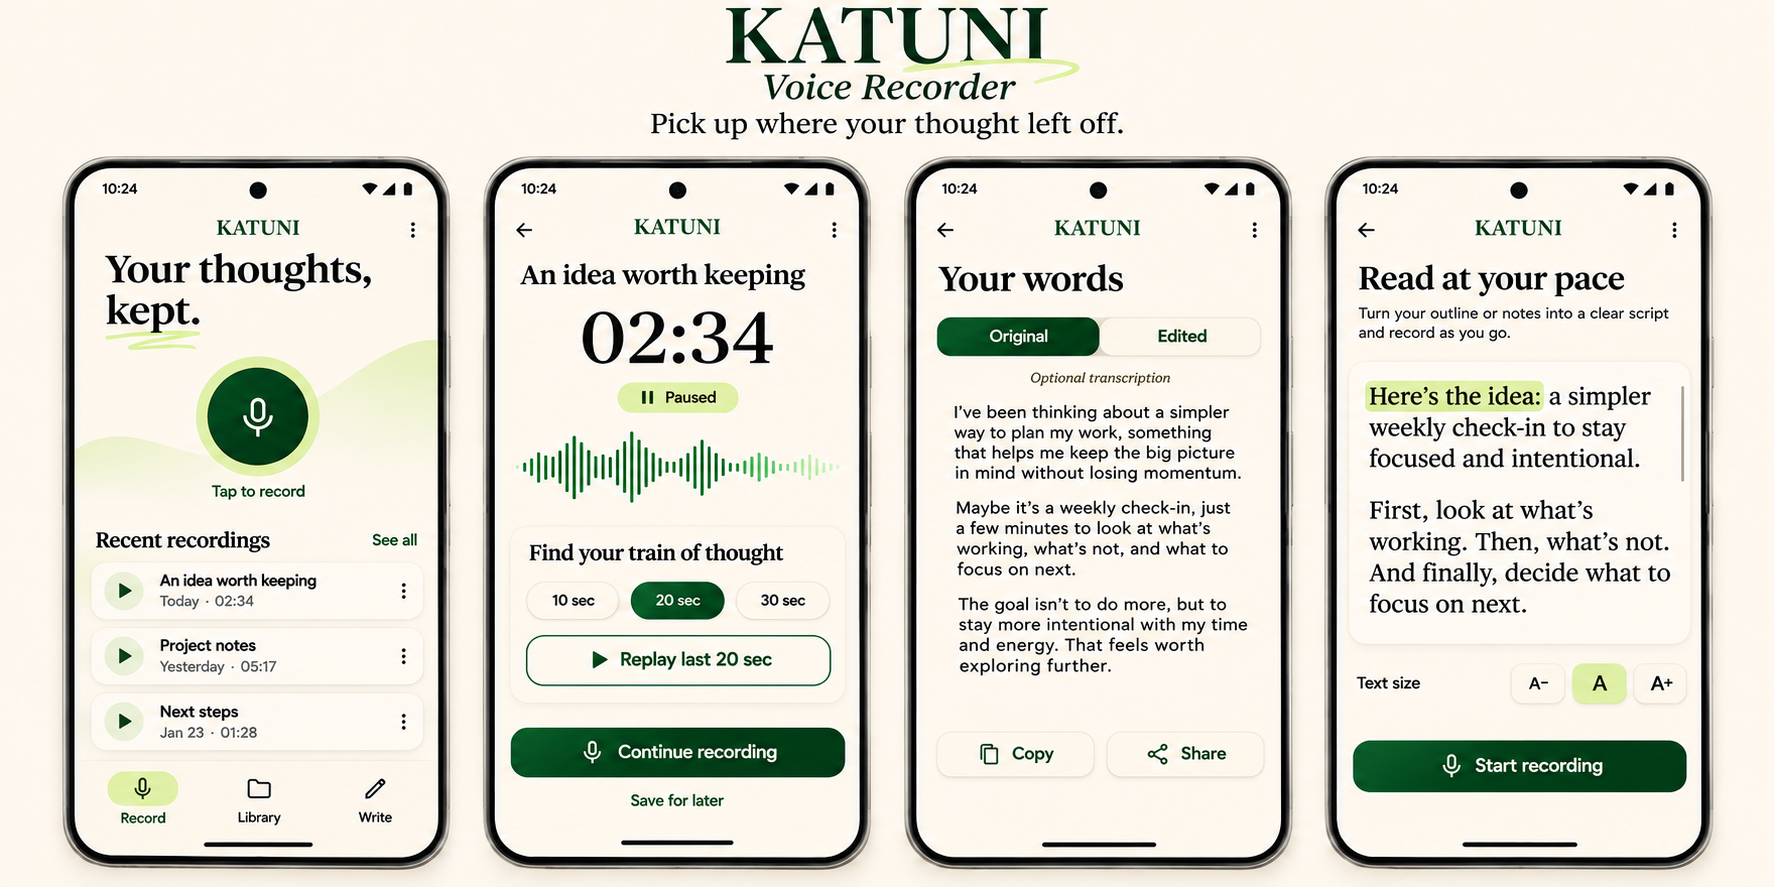 KATUNI
Voice Recorder
Pick up where your thought left off.
10:24
KATUNI
Your thoughts,
kept.
Tap to record
Recent recordings
See all
An idea worth keeping
Today · 02:34
Project notes
Yesterday · 05:17
Next steps
Jan 23 · 01:28
Record
Library
Write
10:24
KATUNI
An idea worth keeping
02:34
Paused
Find your train of thought
10 sec
20 sec
30 sec
Replay last 20 sec
Continue recording
Save for later
10:24
KATUNI
Your words
Original
Edited
Optional transcription
I've been thinking about a simpler
way to plan my work, something
that helps me keep the big picture
in mind without losing momentum.
Maybe it's a weekly check-in, just
a few minutes to look at what's
working, what's not, and what to
focus on next.
The goal isn't to do more, but to
stay more intentional with my time
and energy. That feels worth
exploring further.
Copy
Share
10:24
KATUNI
Read at your pace
Turn your outline or notes into a clear script
and record as you go.
Here's the idea: a simpler
weekly check-in to stay
focused and intentional.
First, look at what's
working. Then, what's not.
And finally, decide what to
focus on next.
Text size
A−
A
A+
Start recording